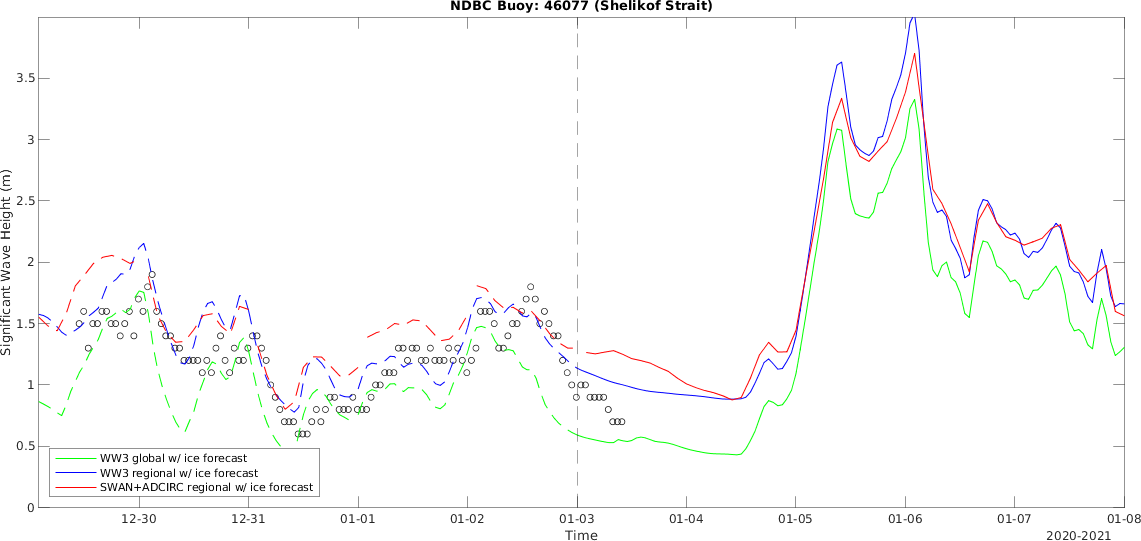 NDBC Buoy: 46077 (Shelikof Strait)
Significant Wave Height (m)
3.5
3
2.5
2
1.5
1
0.5
0
WW3 global w/ ice forecast
WW3 regional w/ ice forecast
SWAN+ADCIRC regional w/ ice forecast
12-30 12-31 01-01 01-02 01-03 01-04 01-05 01-06 01-07 01-08
Time
2020-2021